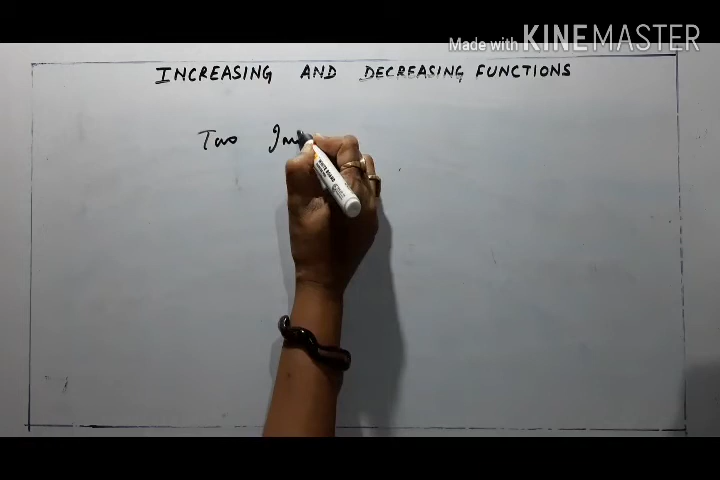 Made with KINEMASTER
INCREASING AND DECREASING FUNCTIONS
Two